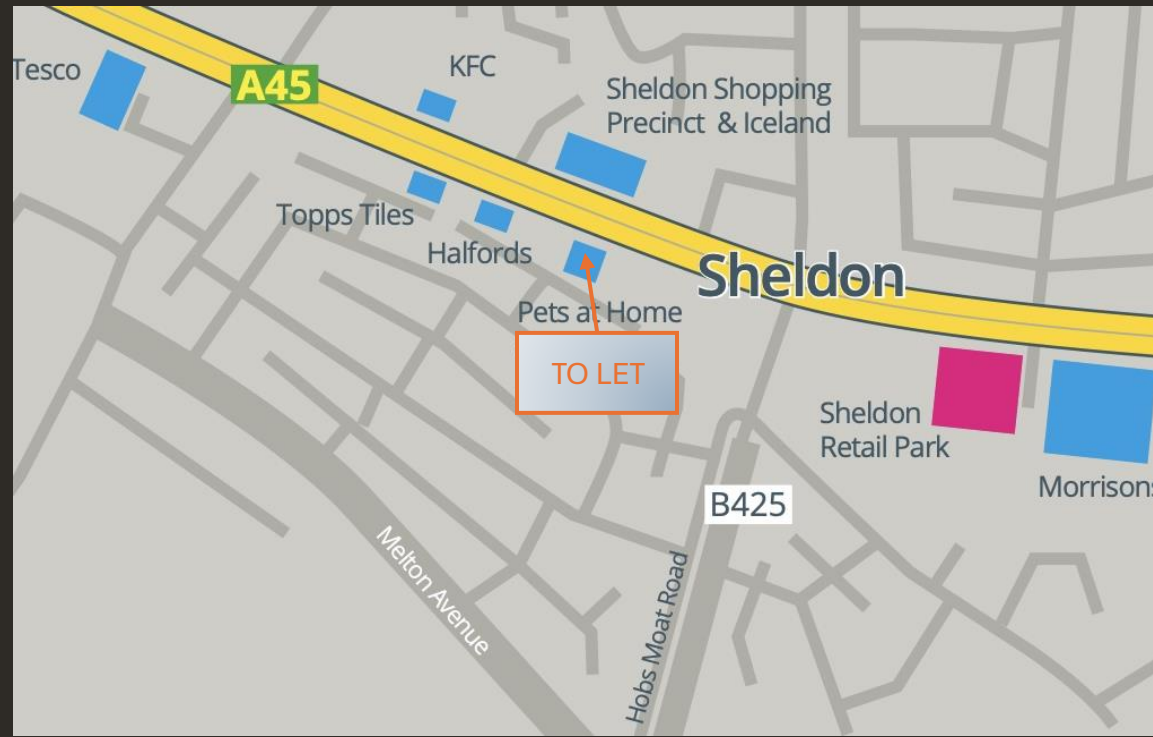 Tesco
KFC
A45
Sheldon Shopping
Precinct & Iceland
Topps Tiles
Halfords
Sheldon
Pets at Home
TO LET
Sheldon
Retail Park
Morrisons
B425
Melton Avenue
Hobs Moat Road